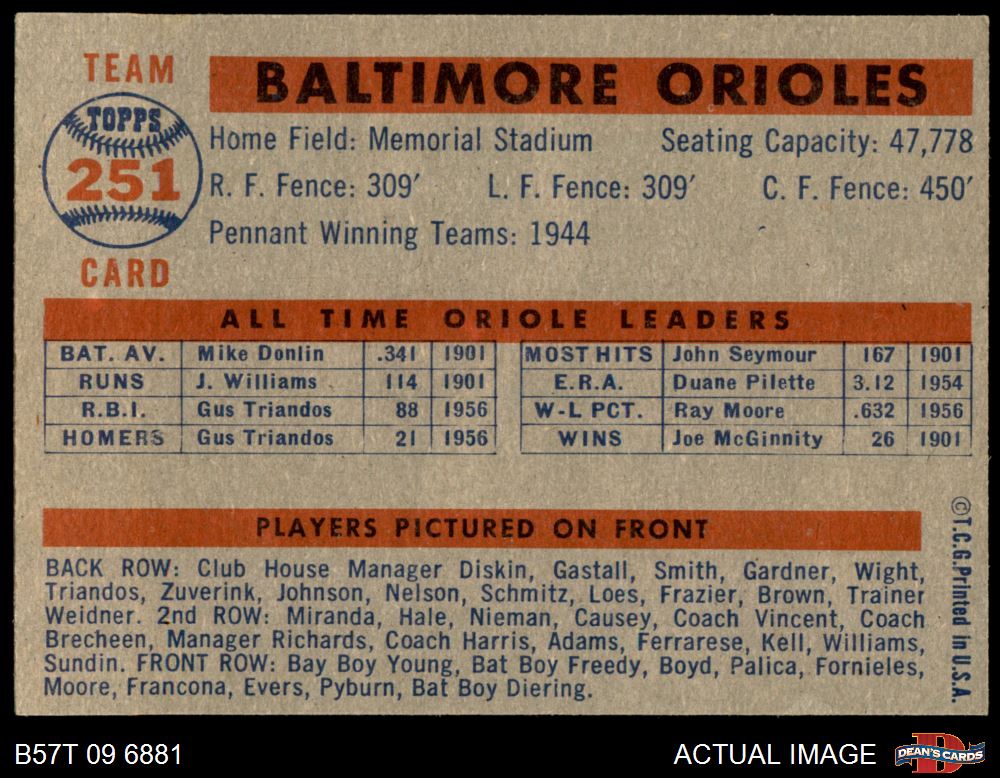 TEAM
TOPPS
251
CARD
BALTIMORE ORIOLES
Home Field: Memorial Stadium Seating Capacity: 47,778
R. F. Fence: 309′ L. F. Fence: 309′ C. F. Fence: 450′
Pennant Winning Teams: 1944
ALL TIME ORIOLE LEADERS
BAT. AV. Mike Donlin .341 1901 MOST HITS John Seymour 167 1901
RUNS J. Williams 114 1901 E.R.A. Duane Pilette 3.12 1954
R.B.I. Gus Triandos 88 1956 W-L PCT. Ray Moore .632 1956
HOMERS Gus Triandos 21 1956 WINS Joe McGinnity 26 1901
PLAYERS PICTURED ON FRONT
BACK ROW: Club House Manager Diskin, Gastall, Smith, Gardner, Wight,
Triandos, Zuverink, Johnson, Nelson, Schmitz, Loes, Frazier, Brown, Trainer
Weidner. 2nd ROW: Miranda, Hale, Nieman, Causey, Coach Vincent, Coach
Brecheen, Manager Richards, Coach Harris, Adams, Ferrarese, Kell, Williams,
Sundin. FRONT ROW: Bay Boy Young, Bat Boy Freedy, Boyd, Palica, Fornieles,
Moore, Francona, Evers, Pyburn, Bat Boy Diering.
©T.C.G. Printed in U.S.A.
B57T 09 6881 ACTUAL IMAGE
DEAN'S CARDS